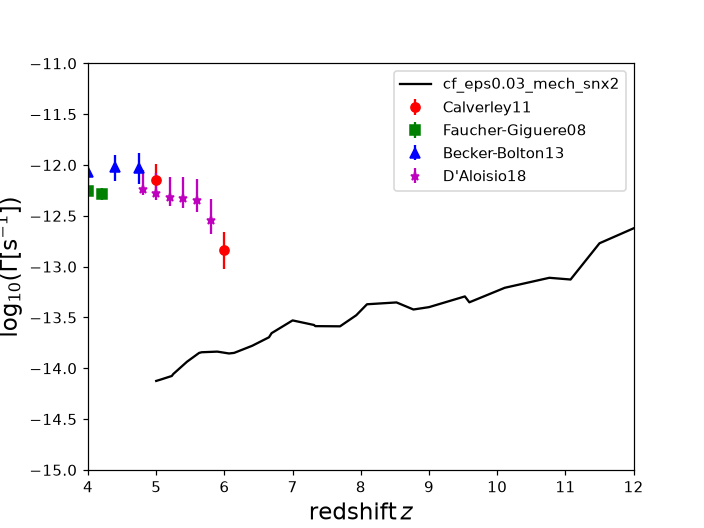 −11.0
−11.5
−12.0
−12.5
−13.0
−13.5
−14.0
−14.5
−15.0
log₁₀(Γ[s⁻¹])
cf_eps0.03_mech_snx2
Calverley11
Faucher-Giguere08
Becker-Bolton13
D'Aloisio18
4 5 6 7 8 9 10 11 12
redshift z